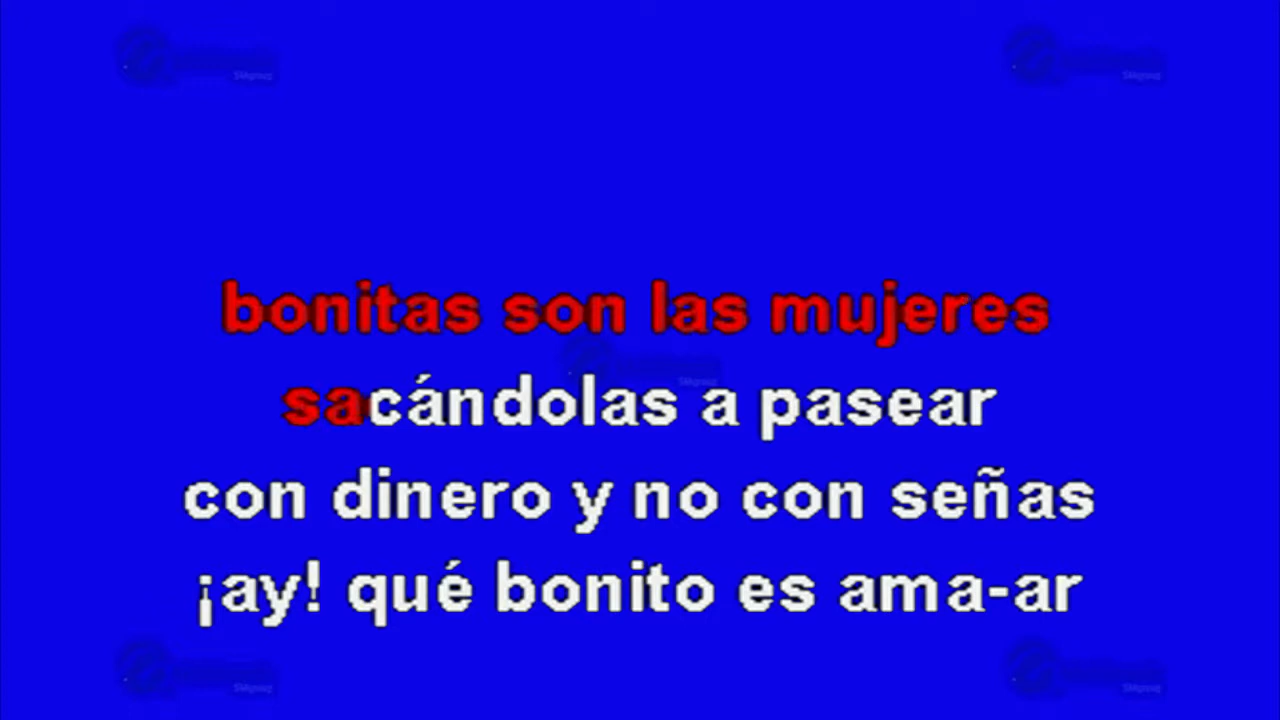 bonitas son las mujeres
sacándolas a pasear
con dinero y no con señas
¡ay! qué bonito es ama-ar